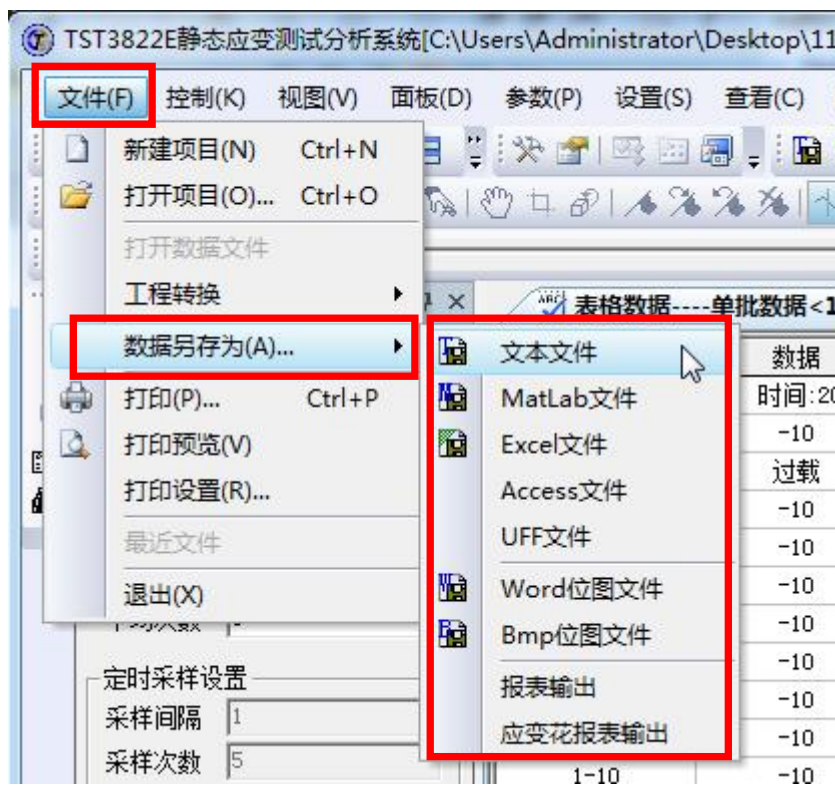 TST3822E静态应变测试分析系统[C:\Users\Administrator\Desktop\11
文件(F) 控制(K) 视图(V) 面板(D) 参数(P) 设置(S) 查看(C)
新建项目(N) Ctrl+N
打开项目(O)... Ctrl+O
打开数据文件
工程转换
表格数据----单批数据<1
数据另存为(A)...
文本文件
数据
MatLab文件
时间:20
打印(P)... Ctrl+P
Excel文件
-10
打印预览(V)
过载
Access文件
打印设置(R)...
-10
UFF文件
-10
最近文件
Word位图文件
-10
退出(X)
Bmp位图文件
-10
-10
定时采样设置
报表输出
-10
采样间隔 1
应变花报表输出
-10
采样次数 5
1-10
-10